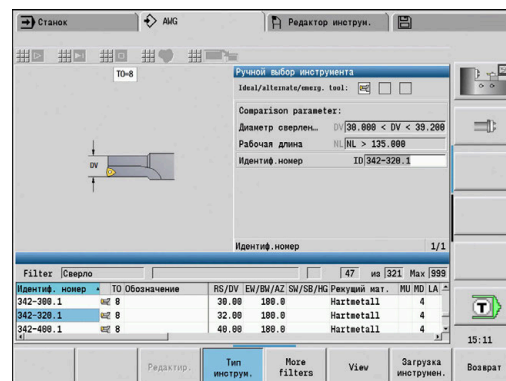 Станок
AWG
Редактор инструм.
TO=8
Ручной выбор инструмента
Ideal/alternate/emerg. tool:
Comparison parameter:
Диаметр сверлен… DV 30.000 < DV < 39.200
Рабочая длина NL NL > 135.000
Идентиф.номер ID 342-320.1
DV
Идентиф.номер 1/1
Filter Сверло 47 из 321 Max 999
Идентиф. номер TO Обозначение RS/DV EW/BW/AZ SW/SB/HG Режущий мат. MU MD LA
342-300.1 8 30.00 180.0 Hartmetall 4
342-320.1 8 32.00 180.0 Hartmetall 4
342-400.1 8 40.00 180.0 Hartmetall 4
T
15:11
Редактир.
Тип инструм.
More filters
View
Загрузка инструмен.
Возврат